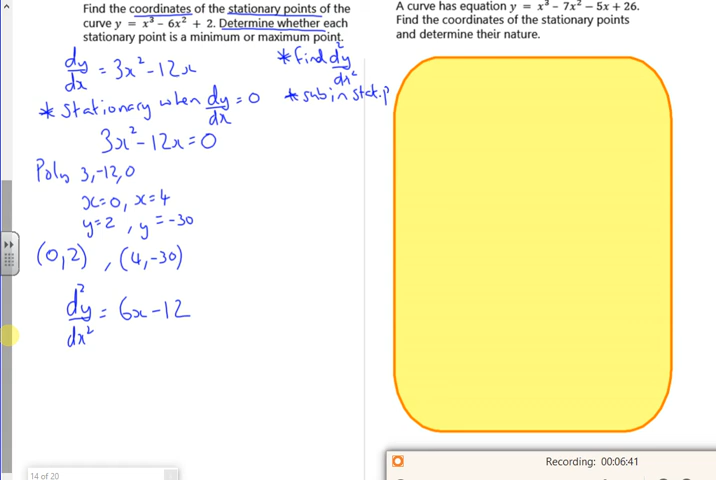 Find the coordinates of the stationary points of the
curve y = x³ − 6x² + 2. Determine whether each
stationary point is a minimum or maximum point.
dy/dx = 3x² − 12x
* Find d²y/dx²
* Stationary when dy/dx = 0
* sub in stat. p
3x² − 12x = 0
Poly 3, -12, 0
x=0, x=4
y=2, y=-30
(0,2), (4,-30)
d²y/dx² = 6x − 12
A curve has equation y = x³ − 7x² − 5x + 26.
Find the coordinates of the stationary points
and determine their nature.
Recording: 00:06:41
14 of 20